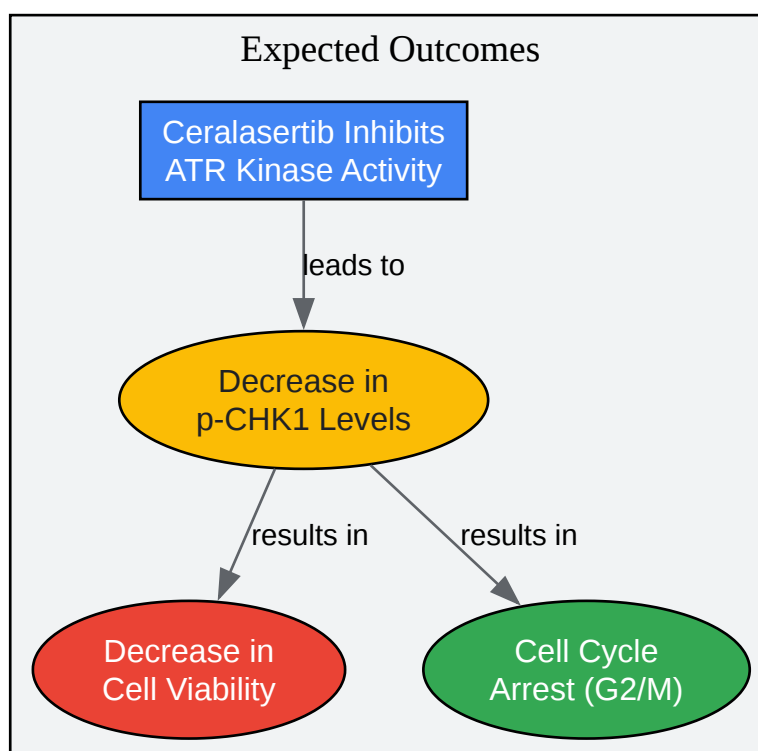 Expected Outcomes
Ceralasertib Inhibits
ATR Kinase Activity
leads to
Decrease in
p-CHK1 Levels
results in
results in
Decrease in
Cell Viability
Cell Cycle
Arrest (G2/M)